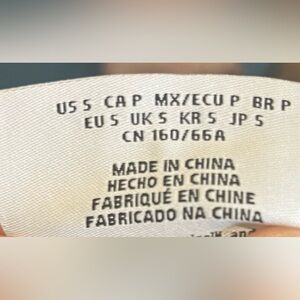 US S CA P MX/ECU P BR P
EU S UK S KR S JP S
CN 160/66A
MADE IN CHINA
HECHO EN CHINA
FABRIQUÉ EN CHINE
FABRICADO NA CHINA